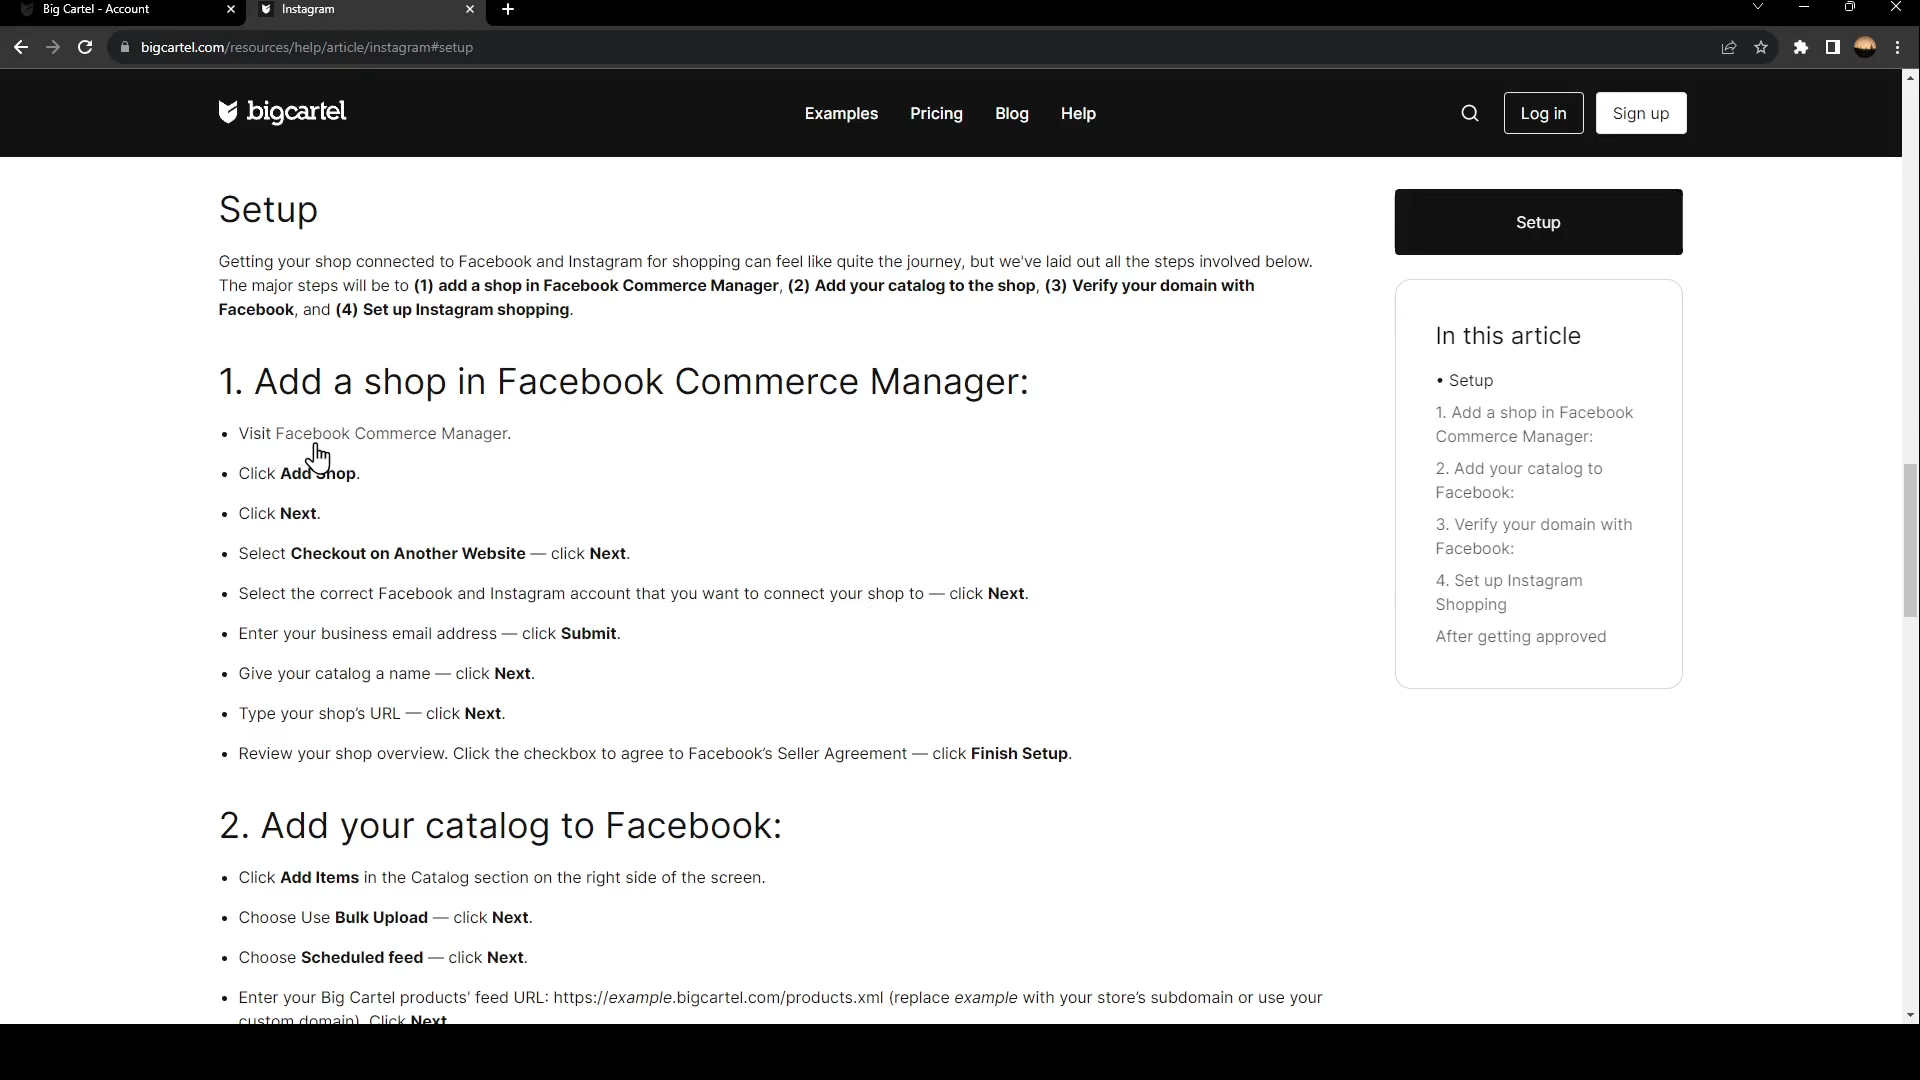 Big Cartel - Account
Instagram
bigcartel.com/resources/help/article/instagram#setup
bigcartel
Examples
Pricing
Blog
Help
Log in
Sign up
Setup
Getting your shop connected to Facebook and Instagram for shopping can feel like quite the journey, but we've laid out all the steps involved below.
The major steps will be to (1) add a shop in Facebook Commerce Manager, (2) Add your catalog to the shop, (3) Verify your domain with
Facebook, and (4) Set up Instagram shopping.
1. Add a shop in Facebook Commerce Manager:
• Visit Facebook Commerce Manager.
• Click Add Shop.
• Click Next.
• Select Checkout on Another Website — click Next.
• Select the correct Facebook and Instagram account that you want to connect your shop to — click Next.
• Enter your business email address — click Submit.
• Give your catalog a name — click Next.
• Type your shop's URL — click Next.
• Review your shop overview. Click the checkbox to agree to Facebook's Seller Agreement — click Finish Setup.
2. Add your catalog to Facebook:
• Click Add Items in the Catalog section on the right side of the screen.
• Choose Use Bulk Upload — click Next.
• Choose Scheduled feed — click Next.
• Enter your Big Cartel products' feed URL: https://example.bigcartel.com/products.xml (replace example with your store's subdomain or use your
custom domain). Click Next
Setup
In this article
• Setup
1. Add a shop in Facebook
Commerce Manager:
2. Add your catalog to
Facebook:
3. Verify your domain with
Facebook:
4. Set up Instagram
Shopping
After getting approved